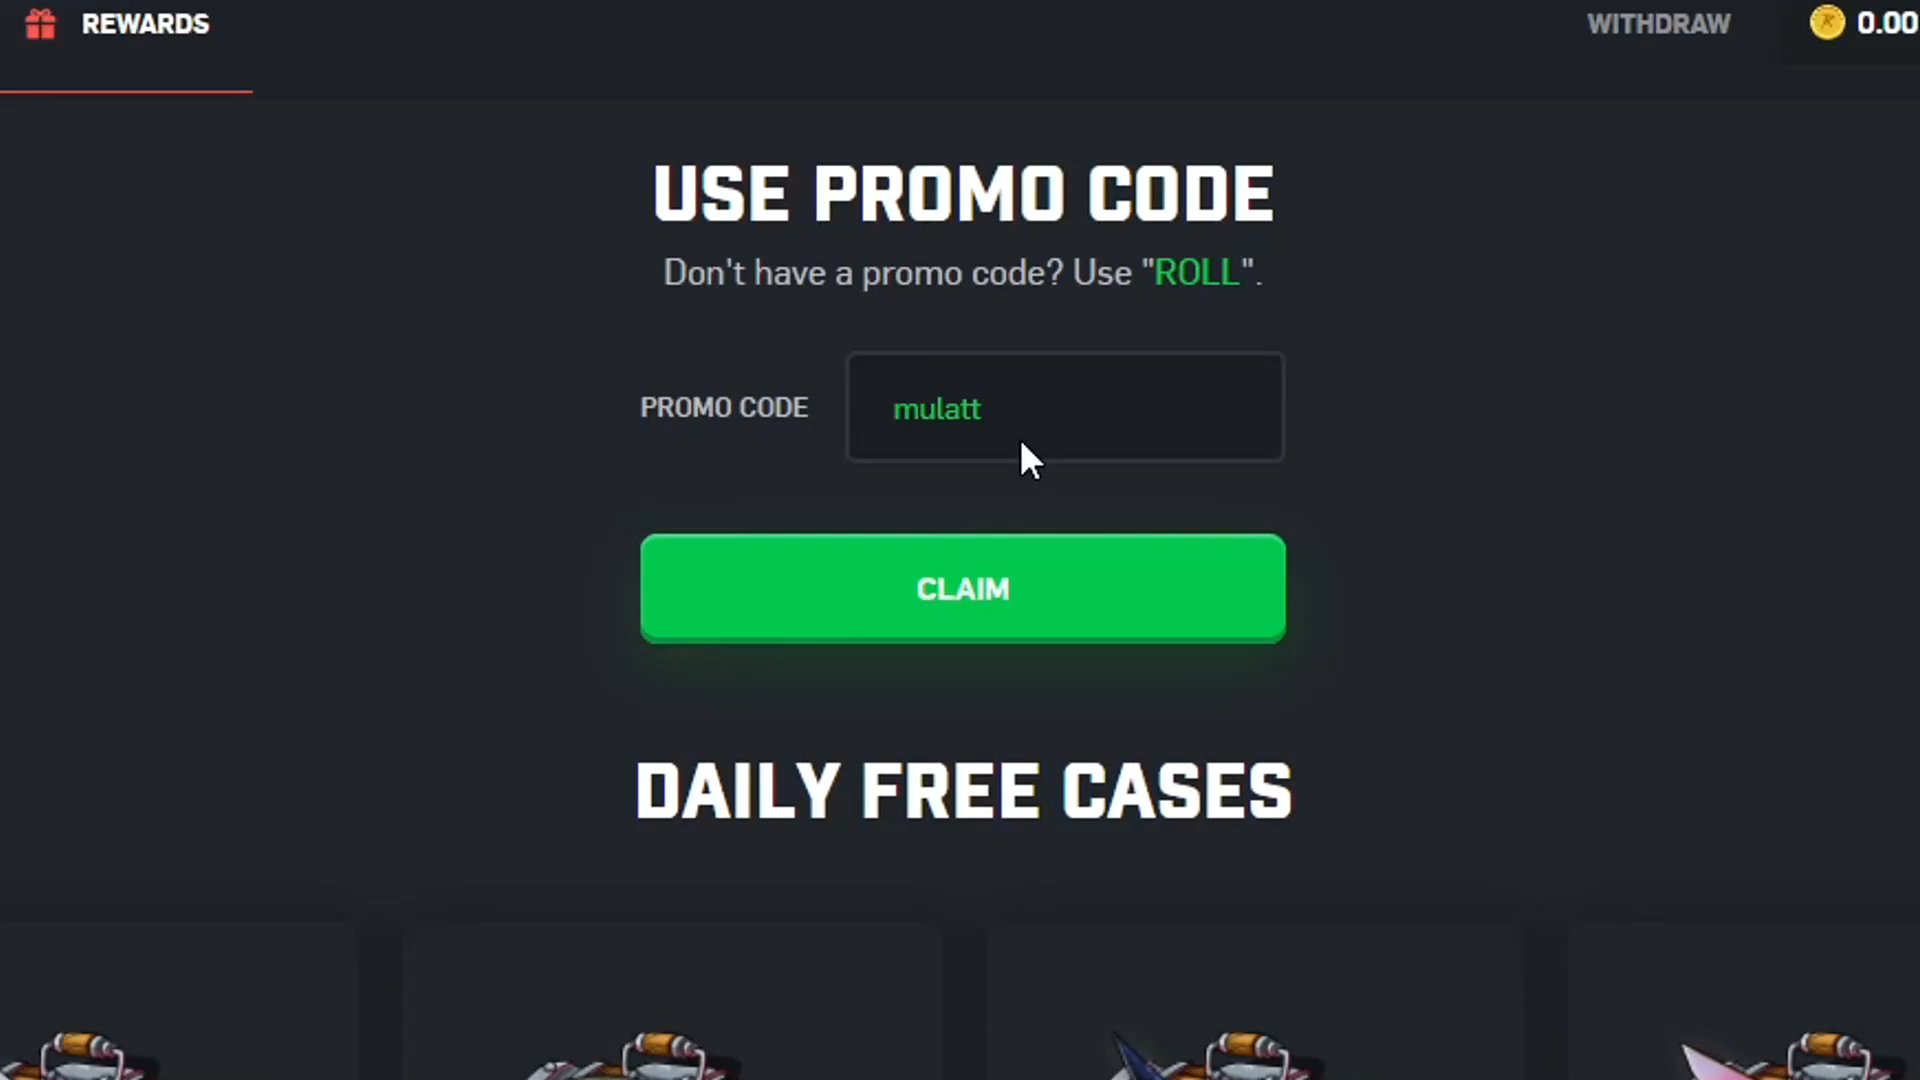 REWARDS
WITHDRAW
0.00
USE PROMO CODE
Don't have a promo code? Use "ROLL".
PROMO CODE
mulatt
CLAIM
DAILY FREE CASES